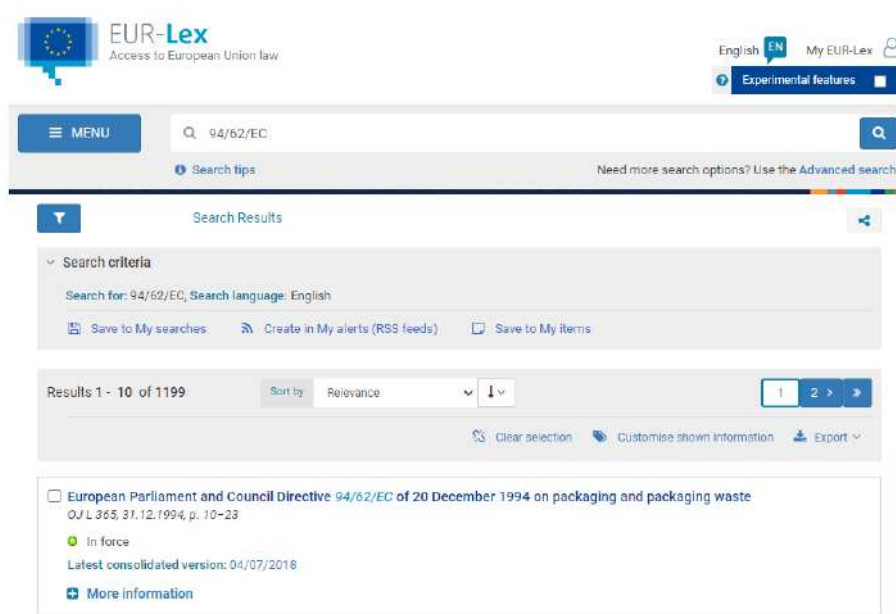 EUR-Lex
Access to European Union law
English EN My EUR-Lex
Experimental features
MENU
94/62/EC
Search tips
Need more search options? Use the Advanced search
Search Results
Search criteria
Search for: 94/62/EC, Search language: English
Save to My searches Create in My alerts (RSS feeds) Save to My items
Results 1 - 10 of 1199 Sort by Relevance 1 2 > »
Clear selection Customise shown information Export
European Parliament and Council Directive 94/62/EC of 20 December 1994 on packaging and packaging waste
OJ L 365, 31.12.1994, p. 10–23
In force
Latest consolidated version: 04/07/2018
More information